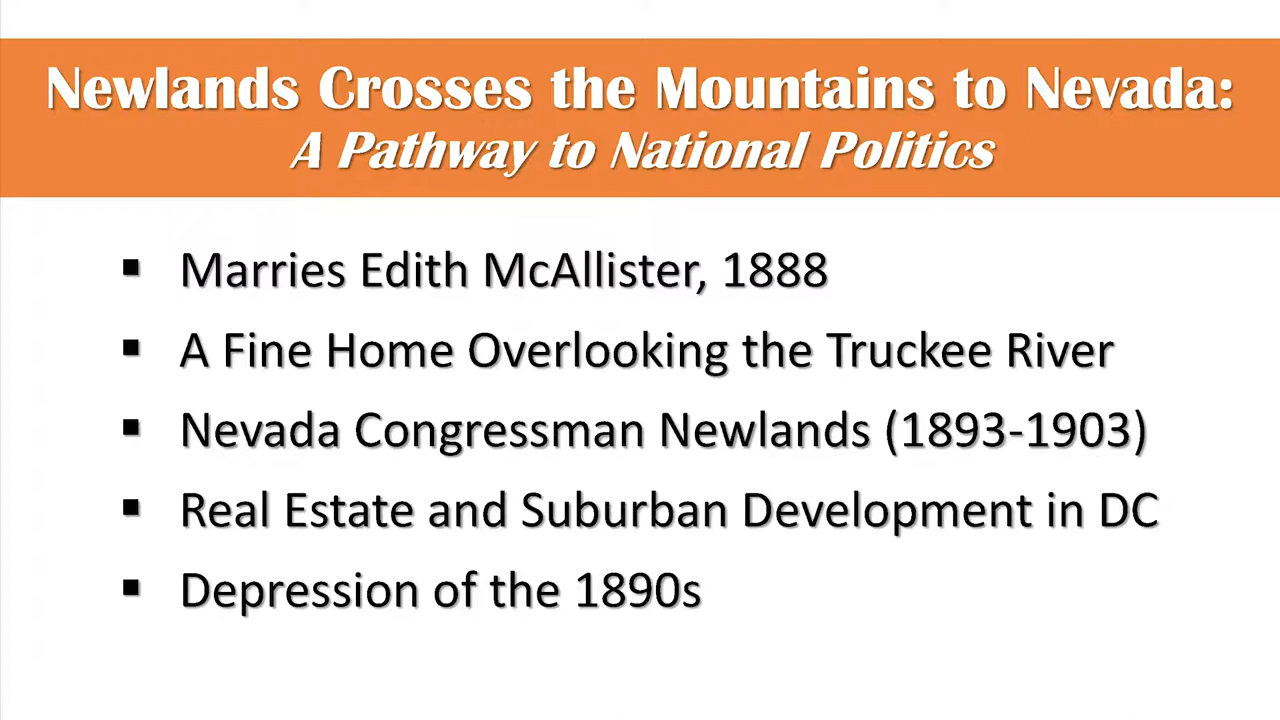 Newlands Crosses the Mountains to Nevada:
A Pathway to National Politics
▪ Marries Edith McAllister, 1888
▪ A Fine Home Overlooking the Truckee River
▪ Nevada Congressman Newlands (1893-1903)
▪ Real Estate and Suburban Development in DC
▪ Depression of the 1890s